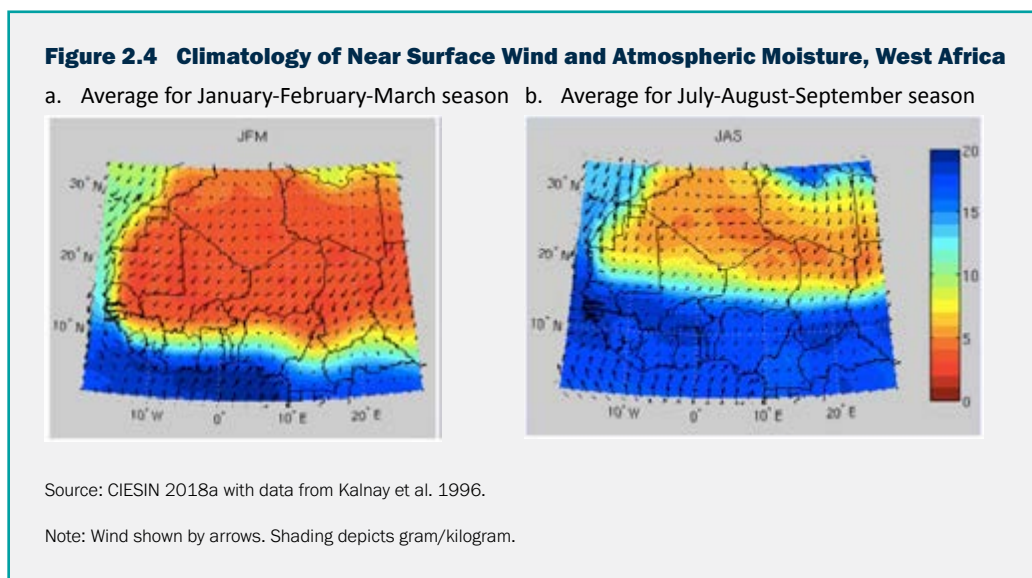 Figure 2.4 Climatology of Near Surface Wind and Atmospheric Moisture, West Africa
a. Average for January-February-March season
b. Average for July-August-September season
JFM
30° N
20° N
10° N
10° W
0°
10° E
20° E
JAS
30° N
20° N
10° N
10° W
0°
10° E
20° E
20
15
10
5
0
Source: CIESIN 2018a with data from Kalnay et al. 1996.
Note: Wind shown by arrows. Shading depicts gram/kilogram.